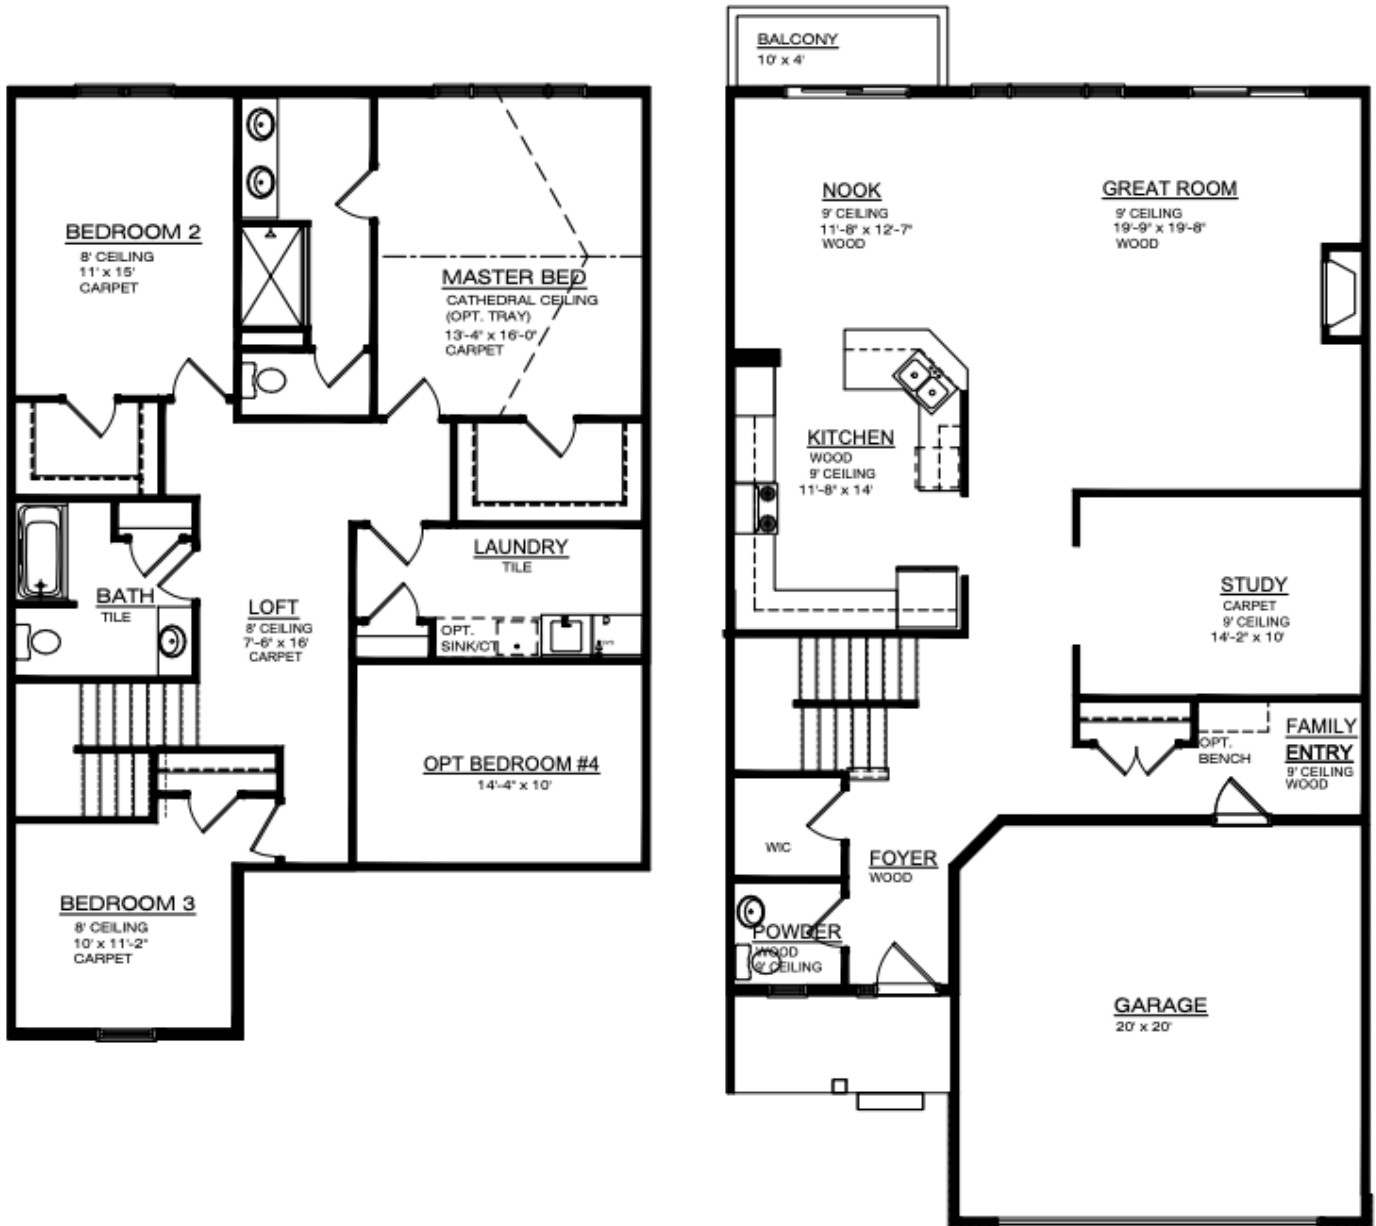 BEDROOM 2
8' CEILING
11' x 15'
CARPET
MASTER BED
CATHEDRAL CEILING
(OPT. TRAY)
13'-4" x 16'-0"
CARPET
BATH
TILE
LOFT
8' CEILING
7'-6" x 16'
CARPET
LAUNDRY
TILE
OPT.
SINK/CT
OPT BEDROOM #4
14'-4" x 10'
BEDROOM 3
8' CEILING
10' x 11'-2"
CARPET
BALCONY
10' x 4'
NOOK
9' CEILING
11'-8" x 12'-7"
WOOD
GREAT ROOM
9' CEILING
19'-9" x 19'-8"
WOOD
KITCHEN
WOOD
9' CEILING
11'-8" x 14'
STUDY
CARPET
9' CEILING
14'-2" x 10'
OPT.
BENCH
FAMILY
ENTRY
9' CEILING
WOOD
WIC
FOYER
WOOD
POWDER
WOOD
9' CEILING
GARAGE
20' x 20'